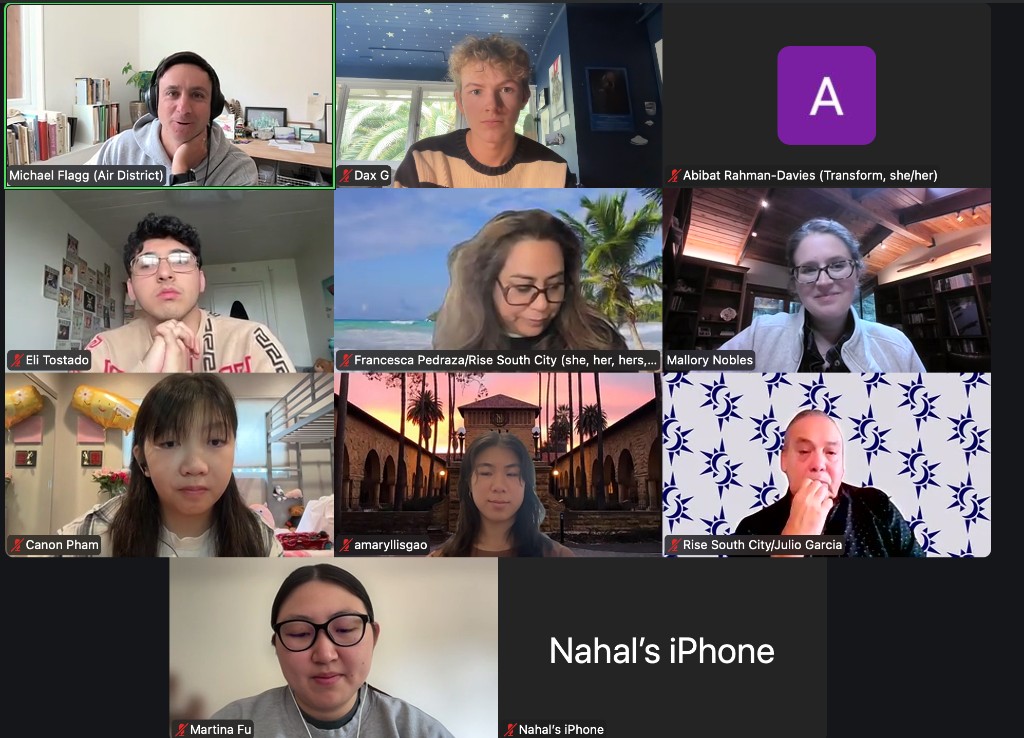 Michael Flagg (Air District)
Dax G
A
Abibat Rahman-Davies (Transform, she/her)
Eli Tostado
Francesca Pedraza/Rise South City (she, her, hers,...
Mallory Nobles
Canon Pham
amaryllisgao
Rise South City/Julio Garcia
Martina Fu
Nahal's iPhone
Nahal's iPhone